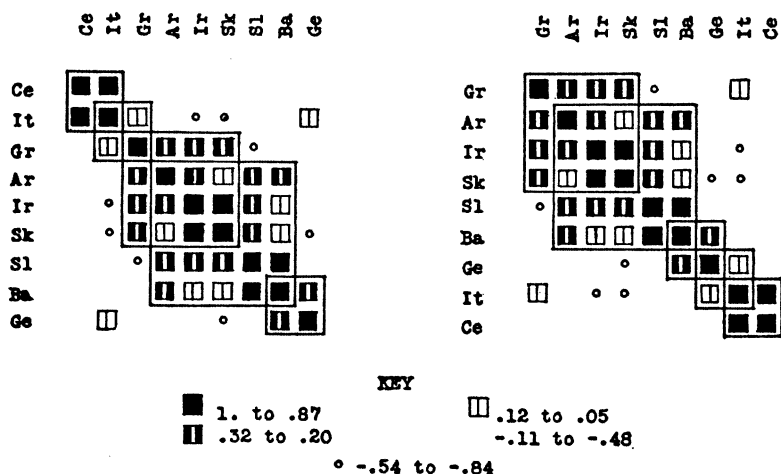 Ce It Gr Ar Ir Sk Sl Ba Ge
Ce
It
Gr
Ar
Ir
Sk
Sl
Ba
Ge
Gr Ar Ir Sk Sl Ba Ge It Ce
Gr
Ar
Ir
Sk
Sl
Ba
Ge
It
Ce
KEY
1. to .87
.32 to .20
.12 to .05
-.11 to -.48
-.54 to -.84